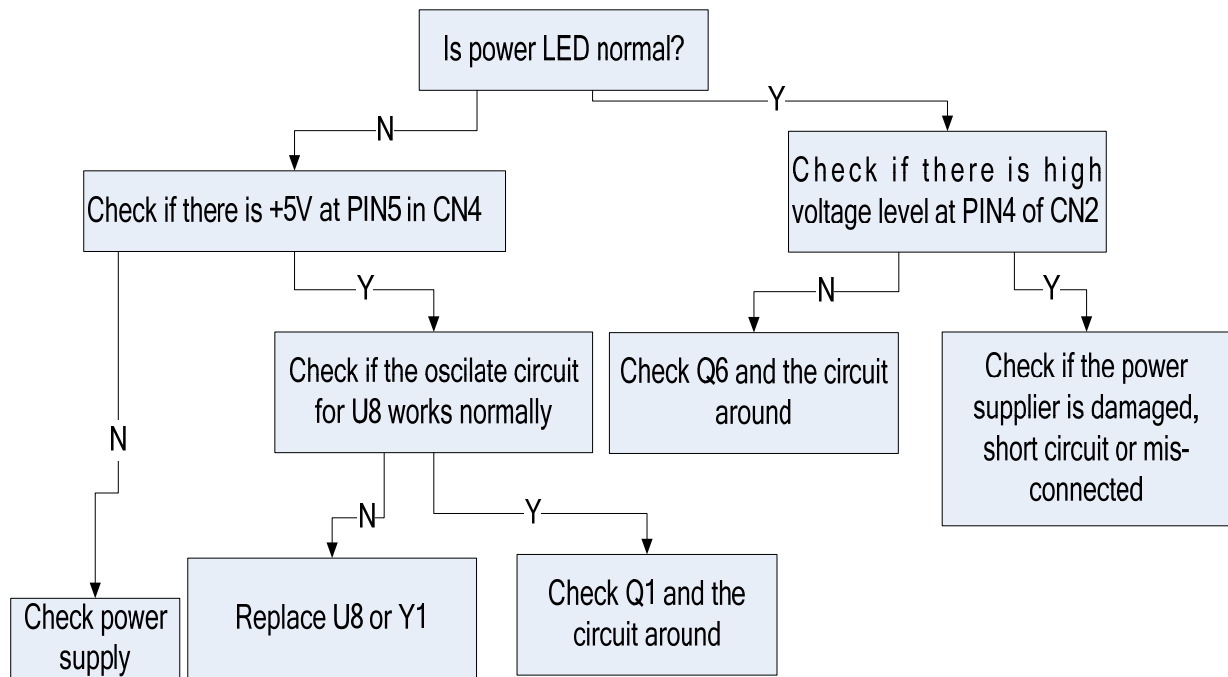 Is power LED normal?
N
Y
Check if there is +5V at PIN5 in CN4
Check if there is high
voltage level at PIN4 of CN2
N
Y
N
Y
Check if the oscilate circuit
for U8 works normally
Check Q6 and the circuit
around
Check if the power
supplier is damaged,
short circuit or mis-
connected
N
Y
Check power
supply
Replace U8 or Y1
Check Q1 and the
circuit around